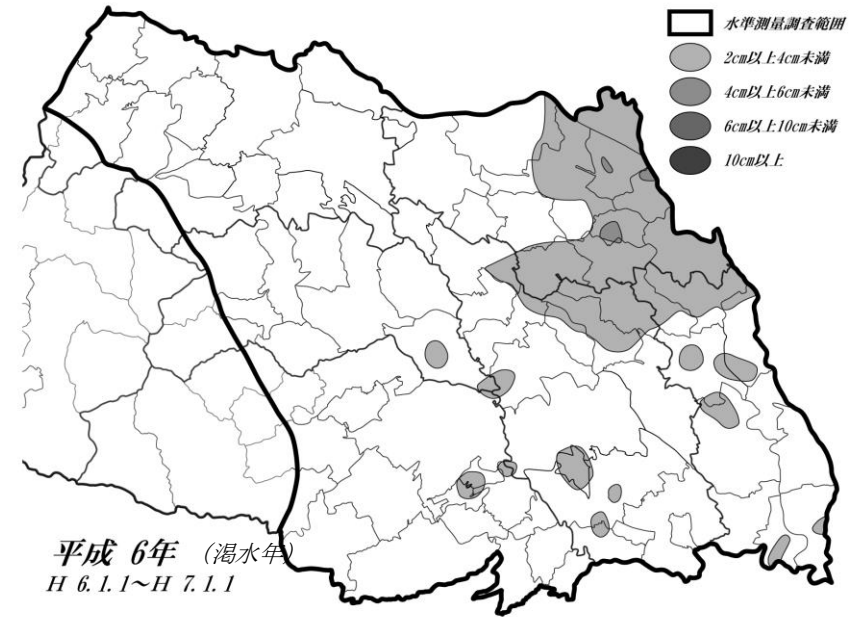 水準測量調査範囲
2cm以上4cm未満
4cm以上6cm未満
6cm以上10cm未満
10cm以上
平成 6年 (渇水年)
H 6.1.1～H 7.1.1